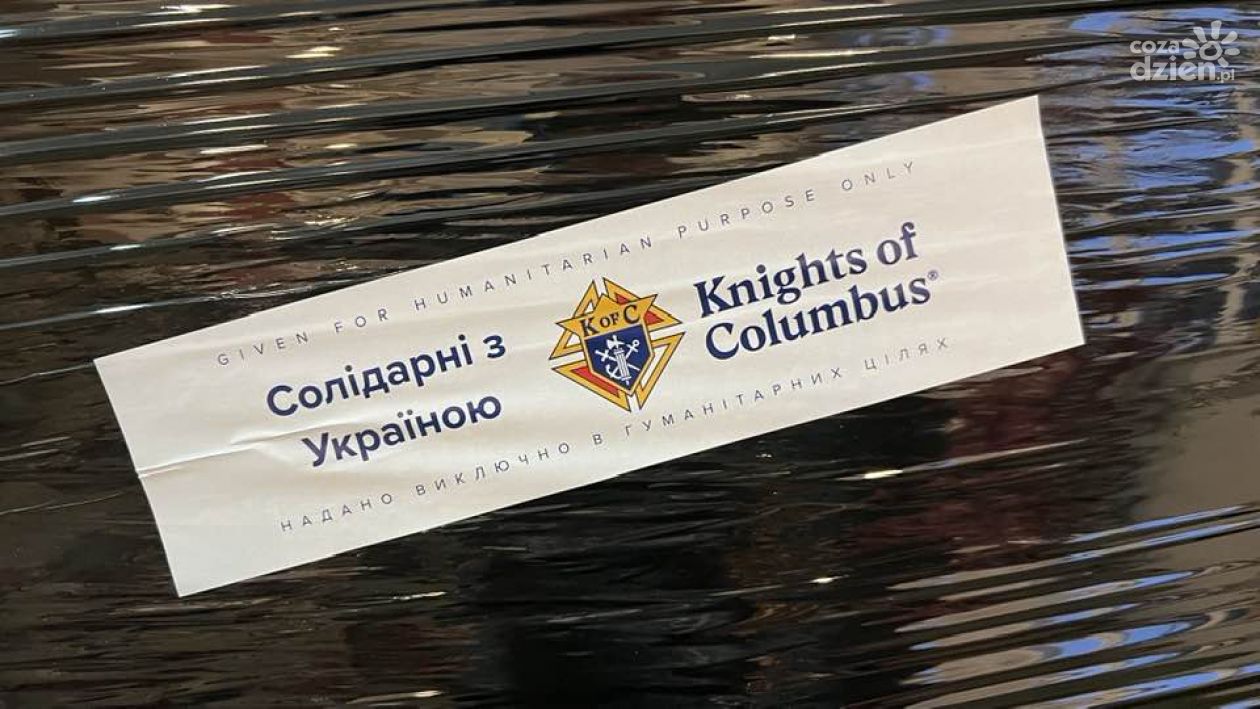 coza
dzien.pl
GIVEN FOR HUMANITARIAN PURPOSE ONLY
Солідарні з
Україною
K OF C
Knights of
Columbus®
НАДАНО ВИКЛЮЧНО В ГУМАНІТАРНИХ ЦІЛЯХ